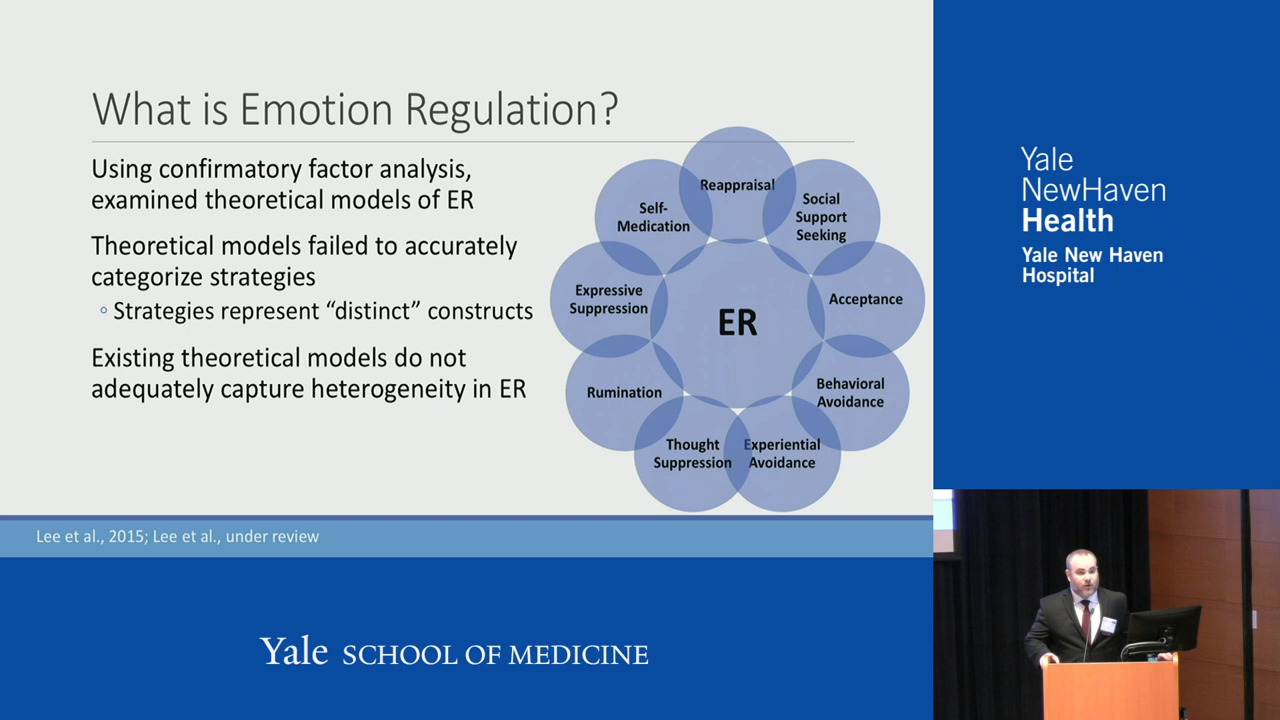 What is Emotion Regulation?
Using confirmatory factor analysis,
examined theoretical models of ER
Theoretical models failed to accurately
categorize strategies
◦ Strategies represent “distinct” constructs
Existing theoretical models do not
adequately capture heterogeneity in ER
Reappraisal
Social
Support
Seeking
Acceptance
Behavioral
Avoidance
Experiential
Avoidance
Thought
Suppression
Rumination
Expressive
Suppression
Self-
Medication
ER
Lee et al., 2015; Lee et al., under review
Yale SCHOOL OF MEDICINE
Yale
NewHaven
Health
Yale New Haven
Hospital